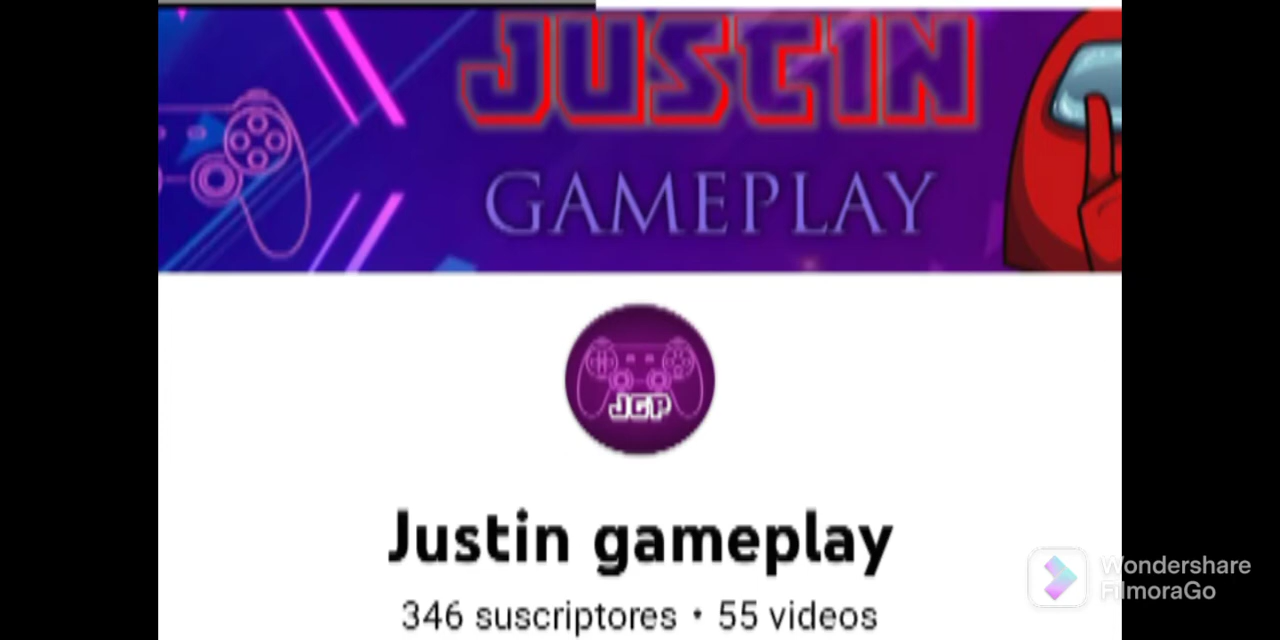 JUSTIN
GAMEPLAY
JGP
Justin gameplay
346 suscriptores • 55 videos
Wondershare
FilmoraGo